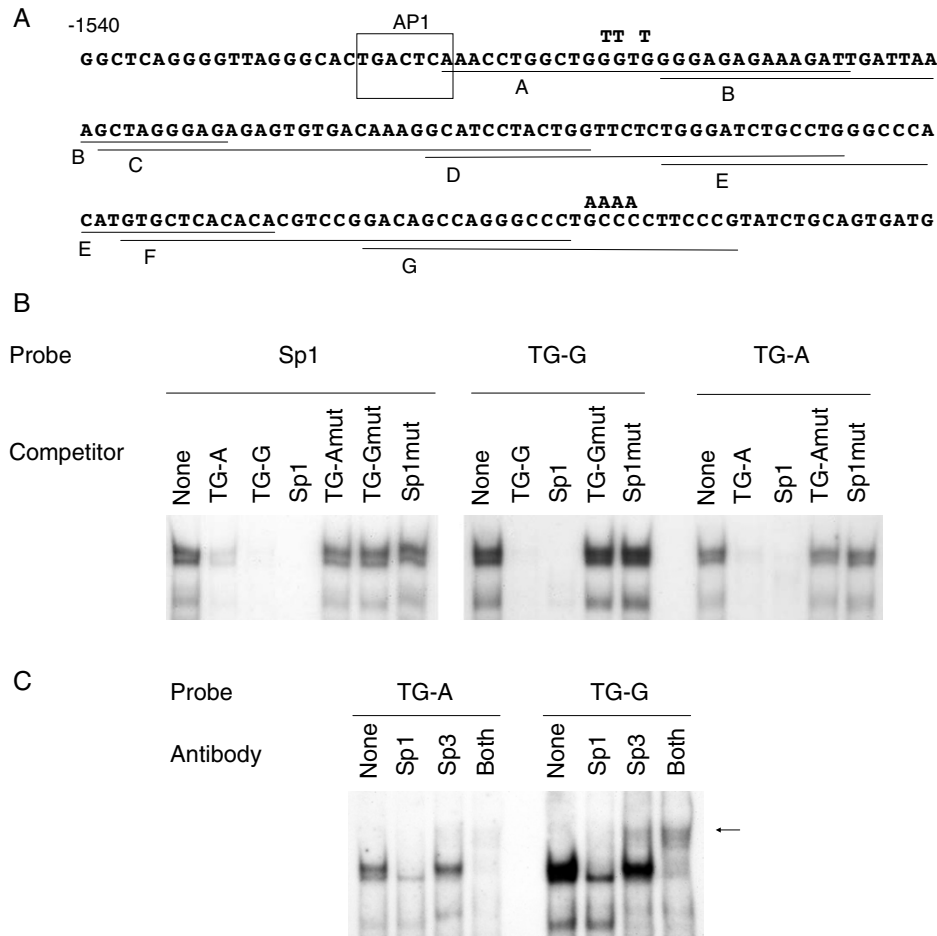 A
-1540
AP1
TT T
GGCTCAGGGGTTAGGGCACTGACTCAAACCTGGCTGGGTGGGGAGAGAAAGATTGATTAA
A
B
AGCTAGGGAGAGAGTGTGACAAAGGCATCCTACTGGTTCTCTGGGATCTGCCTGGGCCCA
B
C
D
E
AAAA
CATGTGCTCACACACGTCCGGACAGCCAGGGCCCTGCCCCTTCCCGTATCTGCAGTGATG
E
F
G
B
Probe
Sp1
TG-G
TG-A
Competitor
None
TG-A
TG-G
Sp1
TG-Amut
TG-Gmut
Sp1mut
None
TG-G
Sp1
TG-Gmut
Sp1mut
None
TG-A
Sp1
TG-Amut
Sp1mut
C
Probe
TG-A
TG-G
Antibody
None
Sp1
Sp3
Both
None
Sp1
Sp3
Both